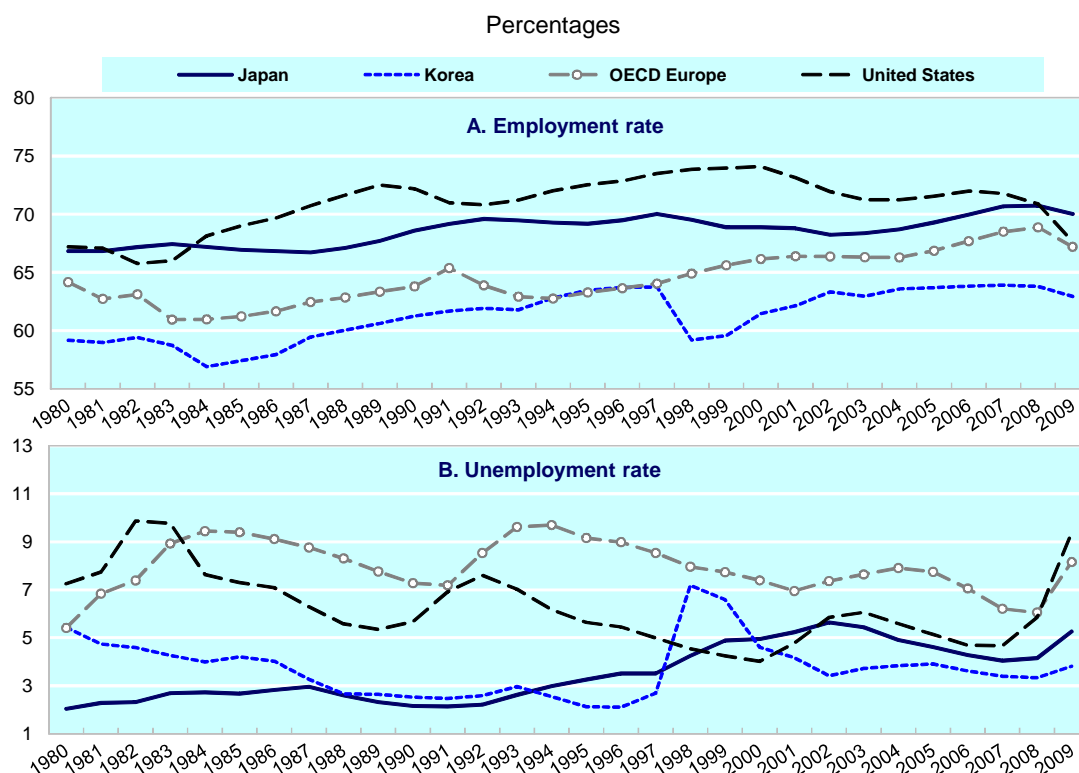 Percentages
Japan Korea OECD Europe United States
A. Employment rate
80
75
70
65
60
55
1980 1981 1982 1983 1984 1985 1986 1987 1988 1989 1990 1991 1992 1993 1994 1995 1996 1997 1998 1999 2000 2001 2002 2003 2004 2005 2006 2007 2008 2009
B. Unemployment rate
13
11
9
7
5
3
1
1980 1981 1982 1983 1984 1985 1986 1987 1988 1989 1990 1991 1992 1993 1994 1995 1996 1997 1998 1999 2000 2001 2002 2003 2004 2005 2006 2007 2008 2009